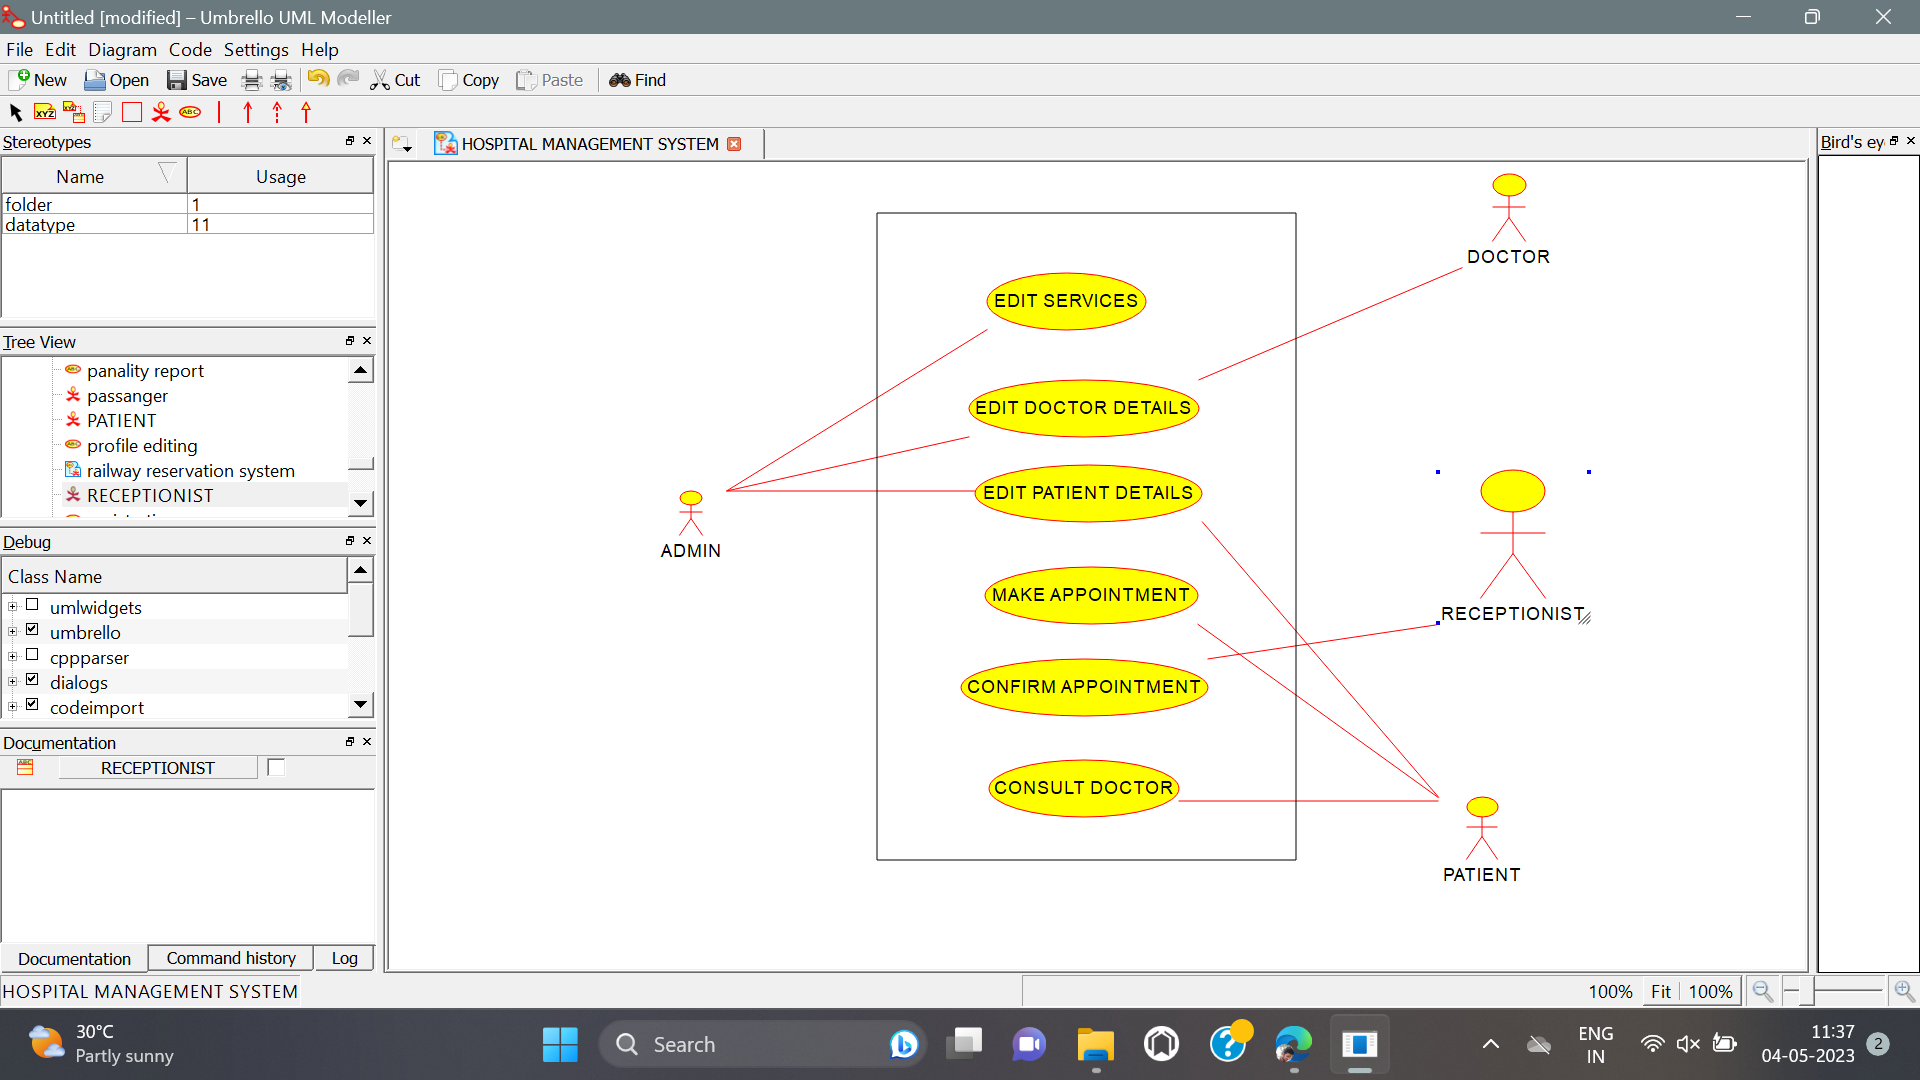 Untitled [modified] – Umbrello UML Modeller
File Edit Diagram Code Settings Help
New Open Save Cut Copy Paste Find
XYZ XYZ ABC
Stereotypes
Name Usage
folder 1
datatype 11
Tree View
panality report
passanger
PATIENT
profile editing
railway reservation system
RECEPTIONIST
Debug
Class Name
umlwidgets
umbrello
cppparser
dialogs
codeimport
Documentation
RECEPTIONIST
Documentation Command history Log
HOSPITAL MANAGEMENT SYSTEM
Bird's ey
DOCTOR
EDIT SERVICES
EDIT DOCTOR DETAILS
EDIT PATIENT DETAILS
ADMIN
MAKE APPOINTMENT
RECEPTIONIST
CONFIRM APPOINTMENT
CONSULT DOCTOR
PATIENT
HOSPITAL MANAGEMENT SYSTEM
100% Fit 100%
30°C
Partly sunny
Search
ENG
IN
11:37
04-05-2023
2